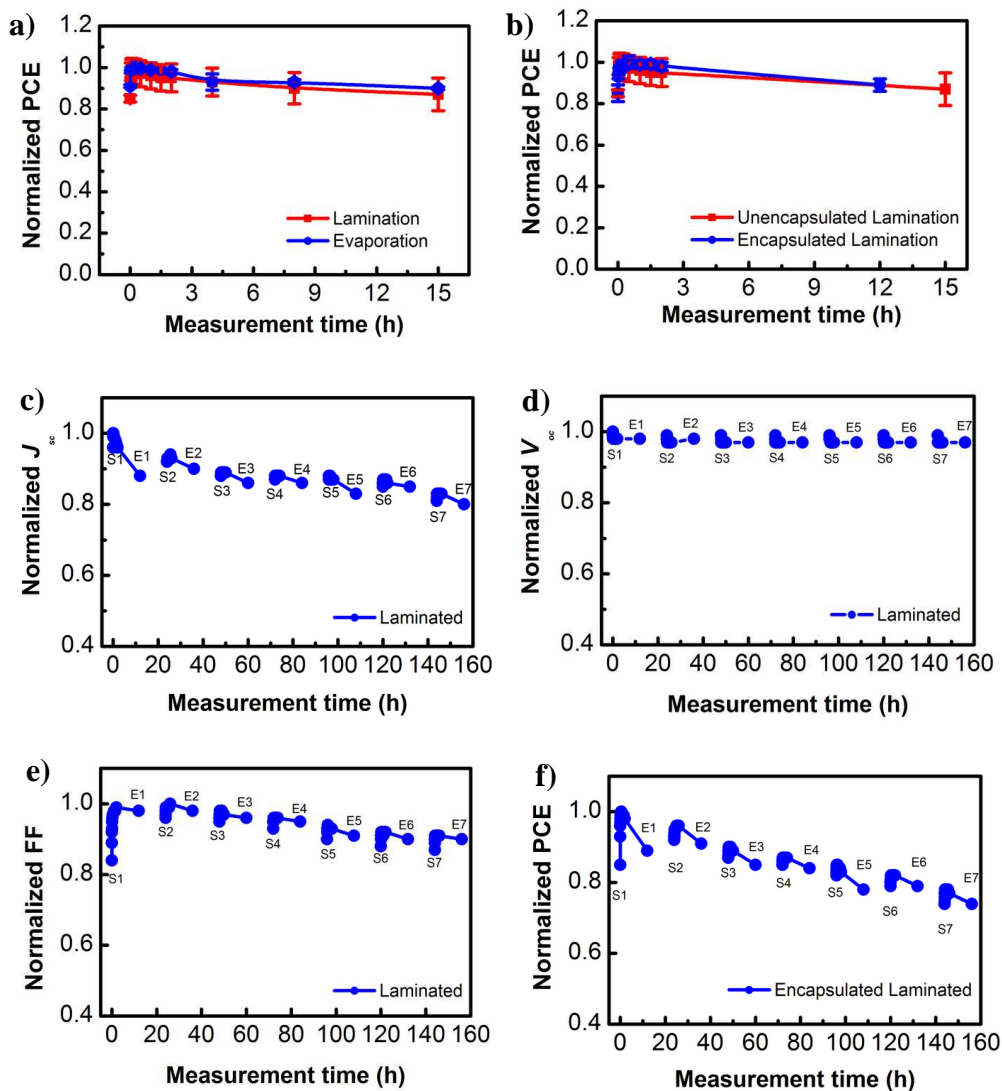 a)
1.2
1.0
0.8
0.6
0.4
0.2
0.0
Normalized PCE
Lamination
Evaporation
0 3 6 9 12 15
Measurement time (h)
b)
1.2
1.0
0.8
0.6
0.4
0.2
0.0
Normalized PCE
Unencapsulated Lamination
Encapsulated Lamination
0 3 6 9 12 15
Measurement time (h)
c)
1.0
0.8
0.6
0.4
Normalized J sc
S1 E1 S2 E2 S3 E3 S4 E4 S5 E5 S6 E6 S7 E7
Laminated
0 20 40 60 80 100 120 140 160
Measurement time (h)
d)
1.0
0.8
0.6
0.4
Normalized V oc
S1 E1 S2 E2 S3 E3 S4 E4 S5 E5 S6 E6 S7 E7
Laminated
0 20 40 60 80 100 120 140 160
Measurement time (h)
e)
1.0
0.8
0.6
0.4
Normalized FF
S1 E1 S2 E2 S3 E3 S4 E4 S5 E5 S6 E6 S7 E7
Laminated
0 20 40 60 80 100 120 140 160
Measurement time (h)
f)
1.0
0.8
0.6
0.4
Normalized PCE
S1 E1 S2 E2 S3 E3 S4 E4 S5 E5 S6 E6 S7 E7
Encapsulated Laminated
0 20 40 60 80 100 120 140 160
Measurement time (h)